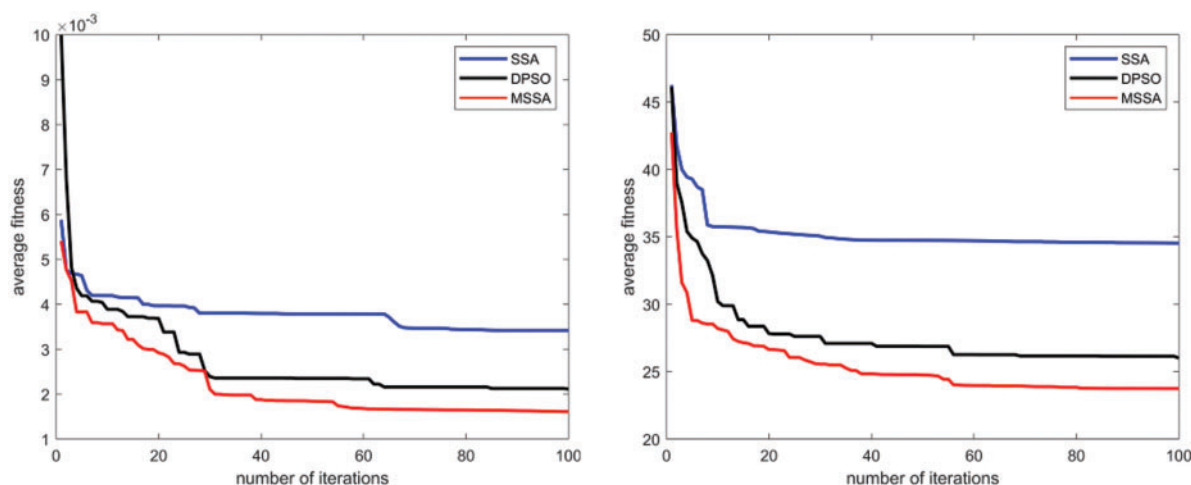 ×10⁻³
10
9
8
7
6
5
4
3
2
1
0 20 40 60 80 100
average fitness
number of iterations
SSA
DPSO
MSSA
50
45
40
35
30
25
20
0 20 40 60 80 100
average fitness
number of iterations
SSA
DPSO
MSSA